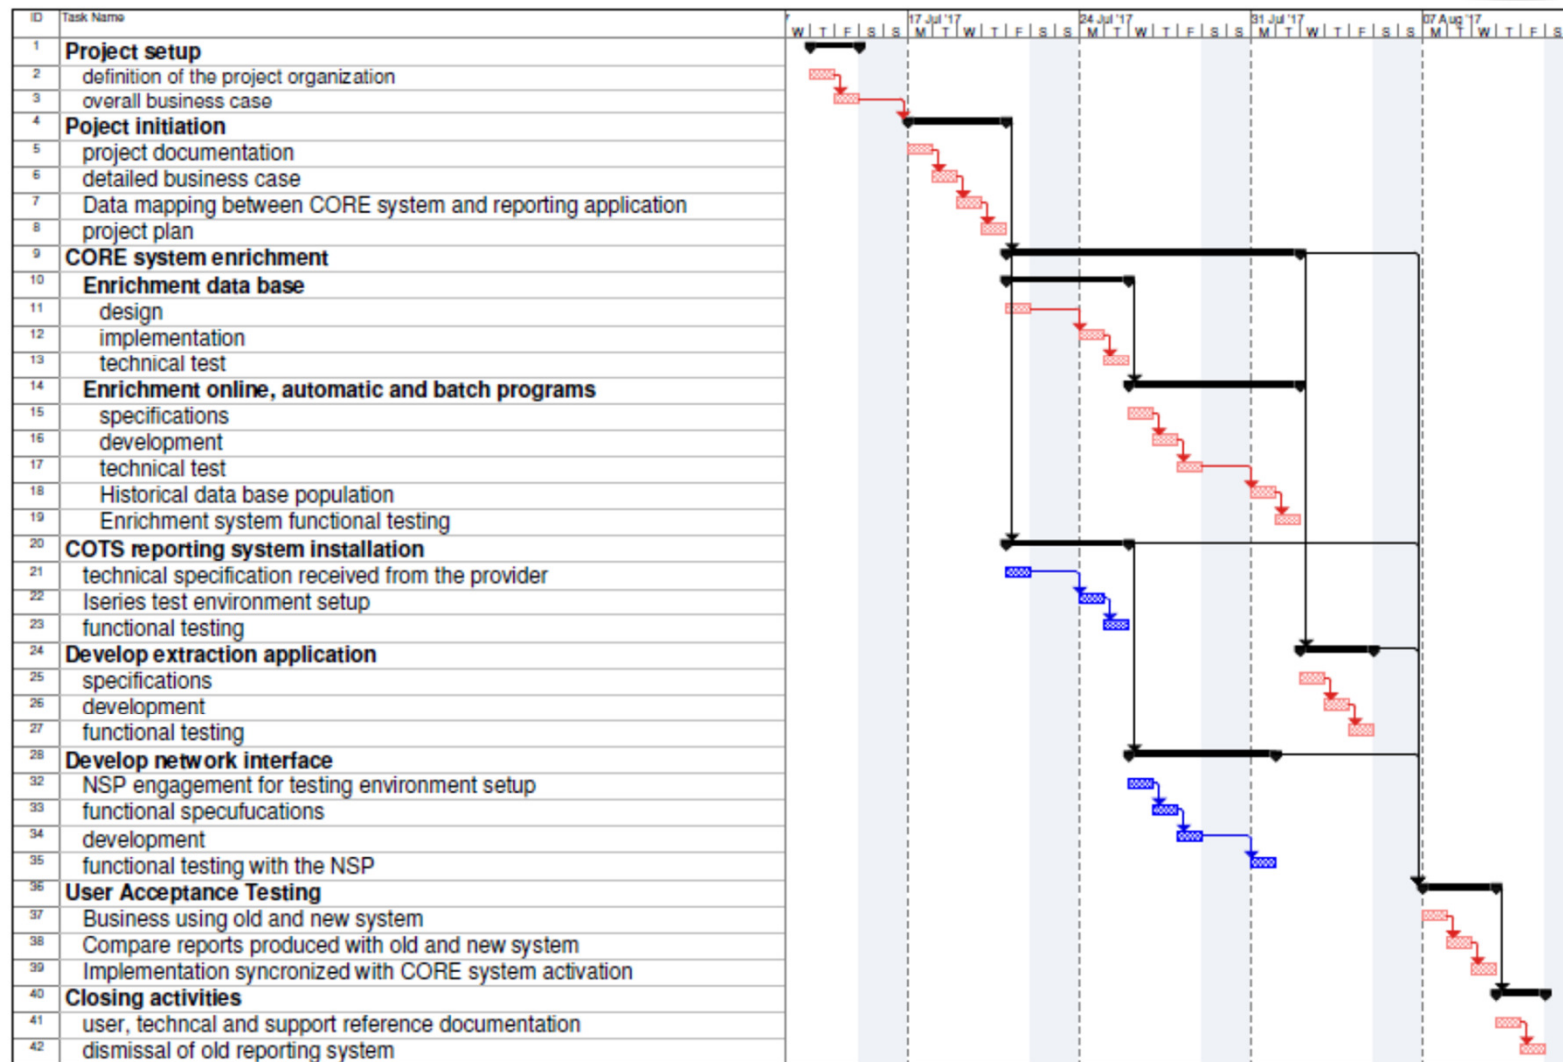 ID Task Name ' 17 Jul '17 24 Jul '17 31 Jul '17 07 Aug '17
W T F S S M T W T F S S M T W T F S S M T W T F S S M T W T F S
1 Project setup
2 definition of the project organization
3 overall business case
4 Poject initiation
5 project documentation
6 detailed business case
7 Data mapping between CORE system and reporting application
8 project plan
9 CORE system enrichment
10 Enrichment data base
11 design
12 implementation
13 technical test
14 Enrichment online, automatic and batch programs
15 specifications
16 development
17 technical test
18 Historical data base population
19 Enrichment system functional testing
20 COTS reporting system installation
21 technical specification received from the provider
22 Iseries test environment setup
23 functional testing
24 Develop extraction application
25 specifications
26 development
27 functional testing
28 Develop network interface
32 NSP engagement for testing environment setup
33 functional specufucations
34 development
35 functional testing with the NSP
36 User Acceptance Testing
37 Business using old and new system
38 Compare reports produced with old and new system
39 Implementation syncronized with CORE system activation
40 Closing activities
41 user, techncal and support reference documentation
42 dismissal of old reporting system